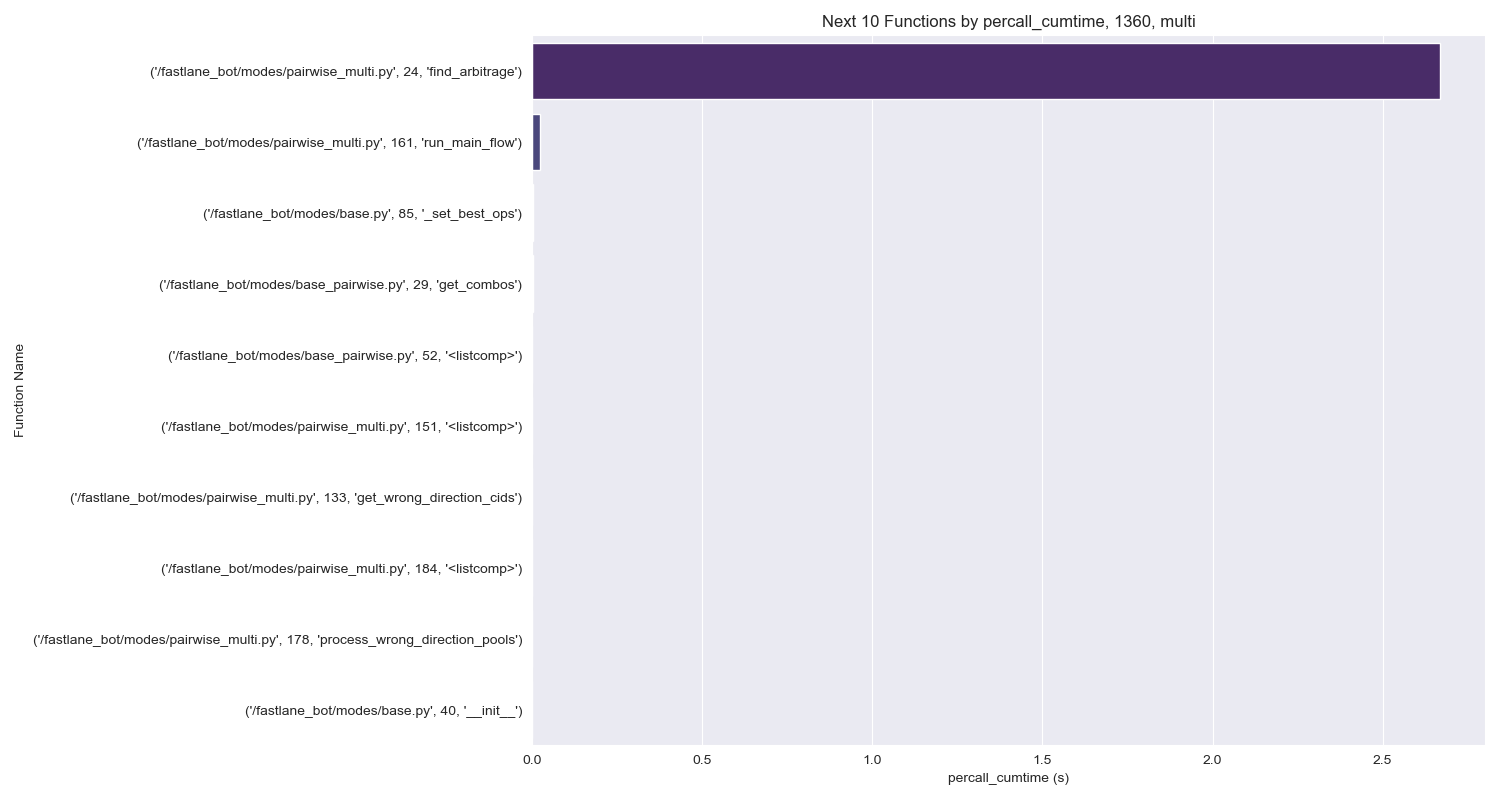 Next 10 Functions by percall_cumtime, 1360, multi
('/fastlane_bot/modes/pairwise_multi.py', 24, 'find_arbitrage')
('/fastlane_bot/modes/pairwise_multi.py', 161, 'run_main_flow')
('/fastlane_bot/modes/base.py', 85, '_set_best_ops')
('/fastlane_bot/modes/base_pairwise.py', 29, 'get_combos')
('/fastlane_bot/modes/base_pairwise.py', 52, '<listcomp>')
('/fastlane_bot/modes/pairwise_multi.py', 151, '<listcomp>')
('/fastlane_bot/modes/pairwise_multi.py', 133, 'get_wrong_direction_cids')
('/fastlane_bot/modes/pairwise_multi.py', 184, '<listcomp>')
('/fastlane_bot/modes/pairwise_multi.py', 178, 'process_wrong_direction_pools')
('/fastlane_bot/modes/base.py', 40, '__init__')
Function Name
0.0 0.5 1.0 1.5 2.0 2.5
percall_cumtime (s)